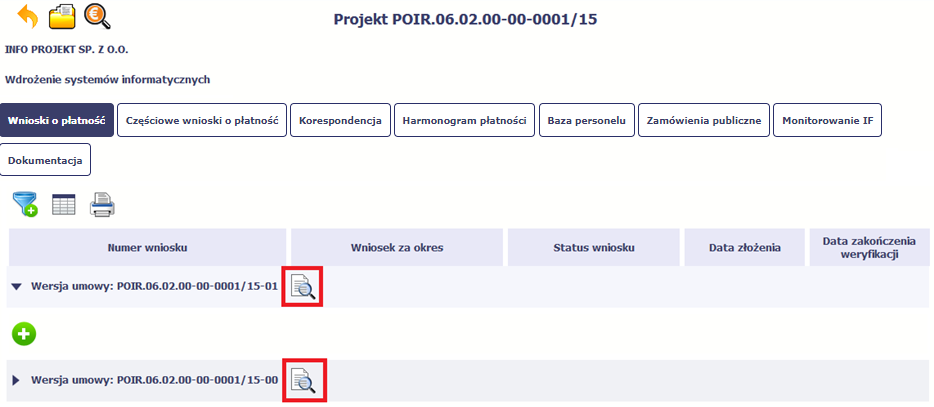 Projekt POIR.06.02.00-00-0001/15
INFO PROJEKT SP. Z O.O.
Wdrożenie systemów informatycznych
Wnioski o płatność Częściowe wnioski o płatność Korespondencja Harmonogram płatności Baza personelu Zamówienia publiczne Monitorowanie IF
Dokumentacja
Numer wniosku Wniosek za okres Status wniosku Data złożenia Data zakończenia weryfikacji
Wersja umowy: POIR.06.02.00-00-0001/15-01
Wersja umowy: POIR.06.02.00-00-0001/15-00